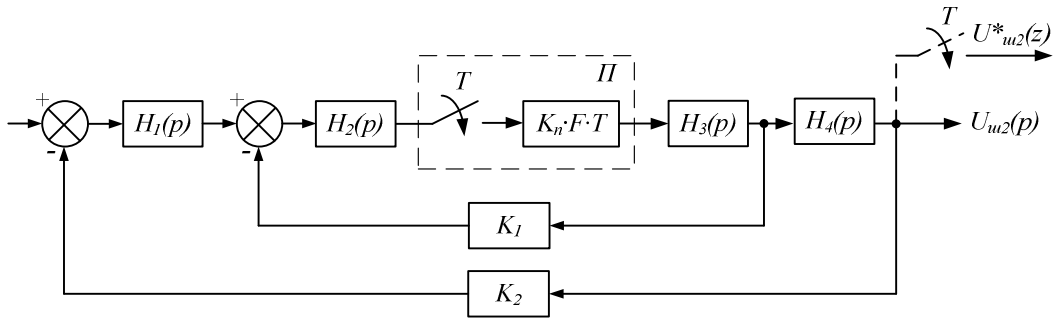 T
U*ш2(z)
П
T
+
H1(p)
+
H2(p)
Kп·F·T
H3(p)
H4(p)
Uш2(p)
-
-
K1
K2